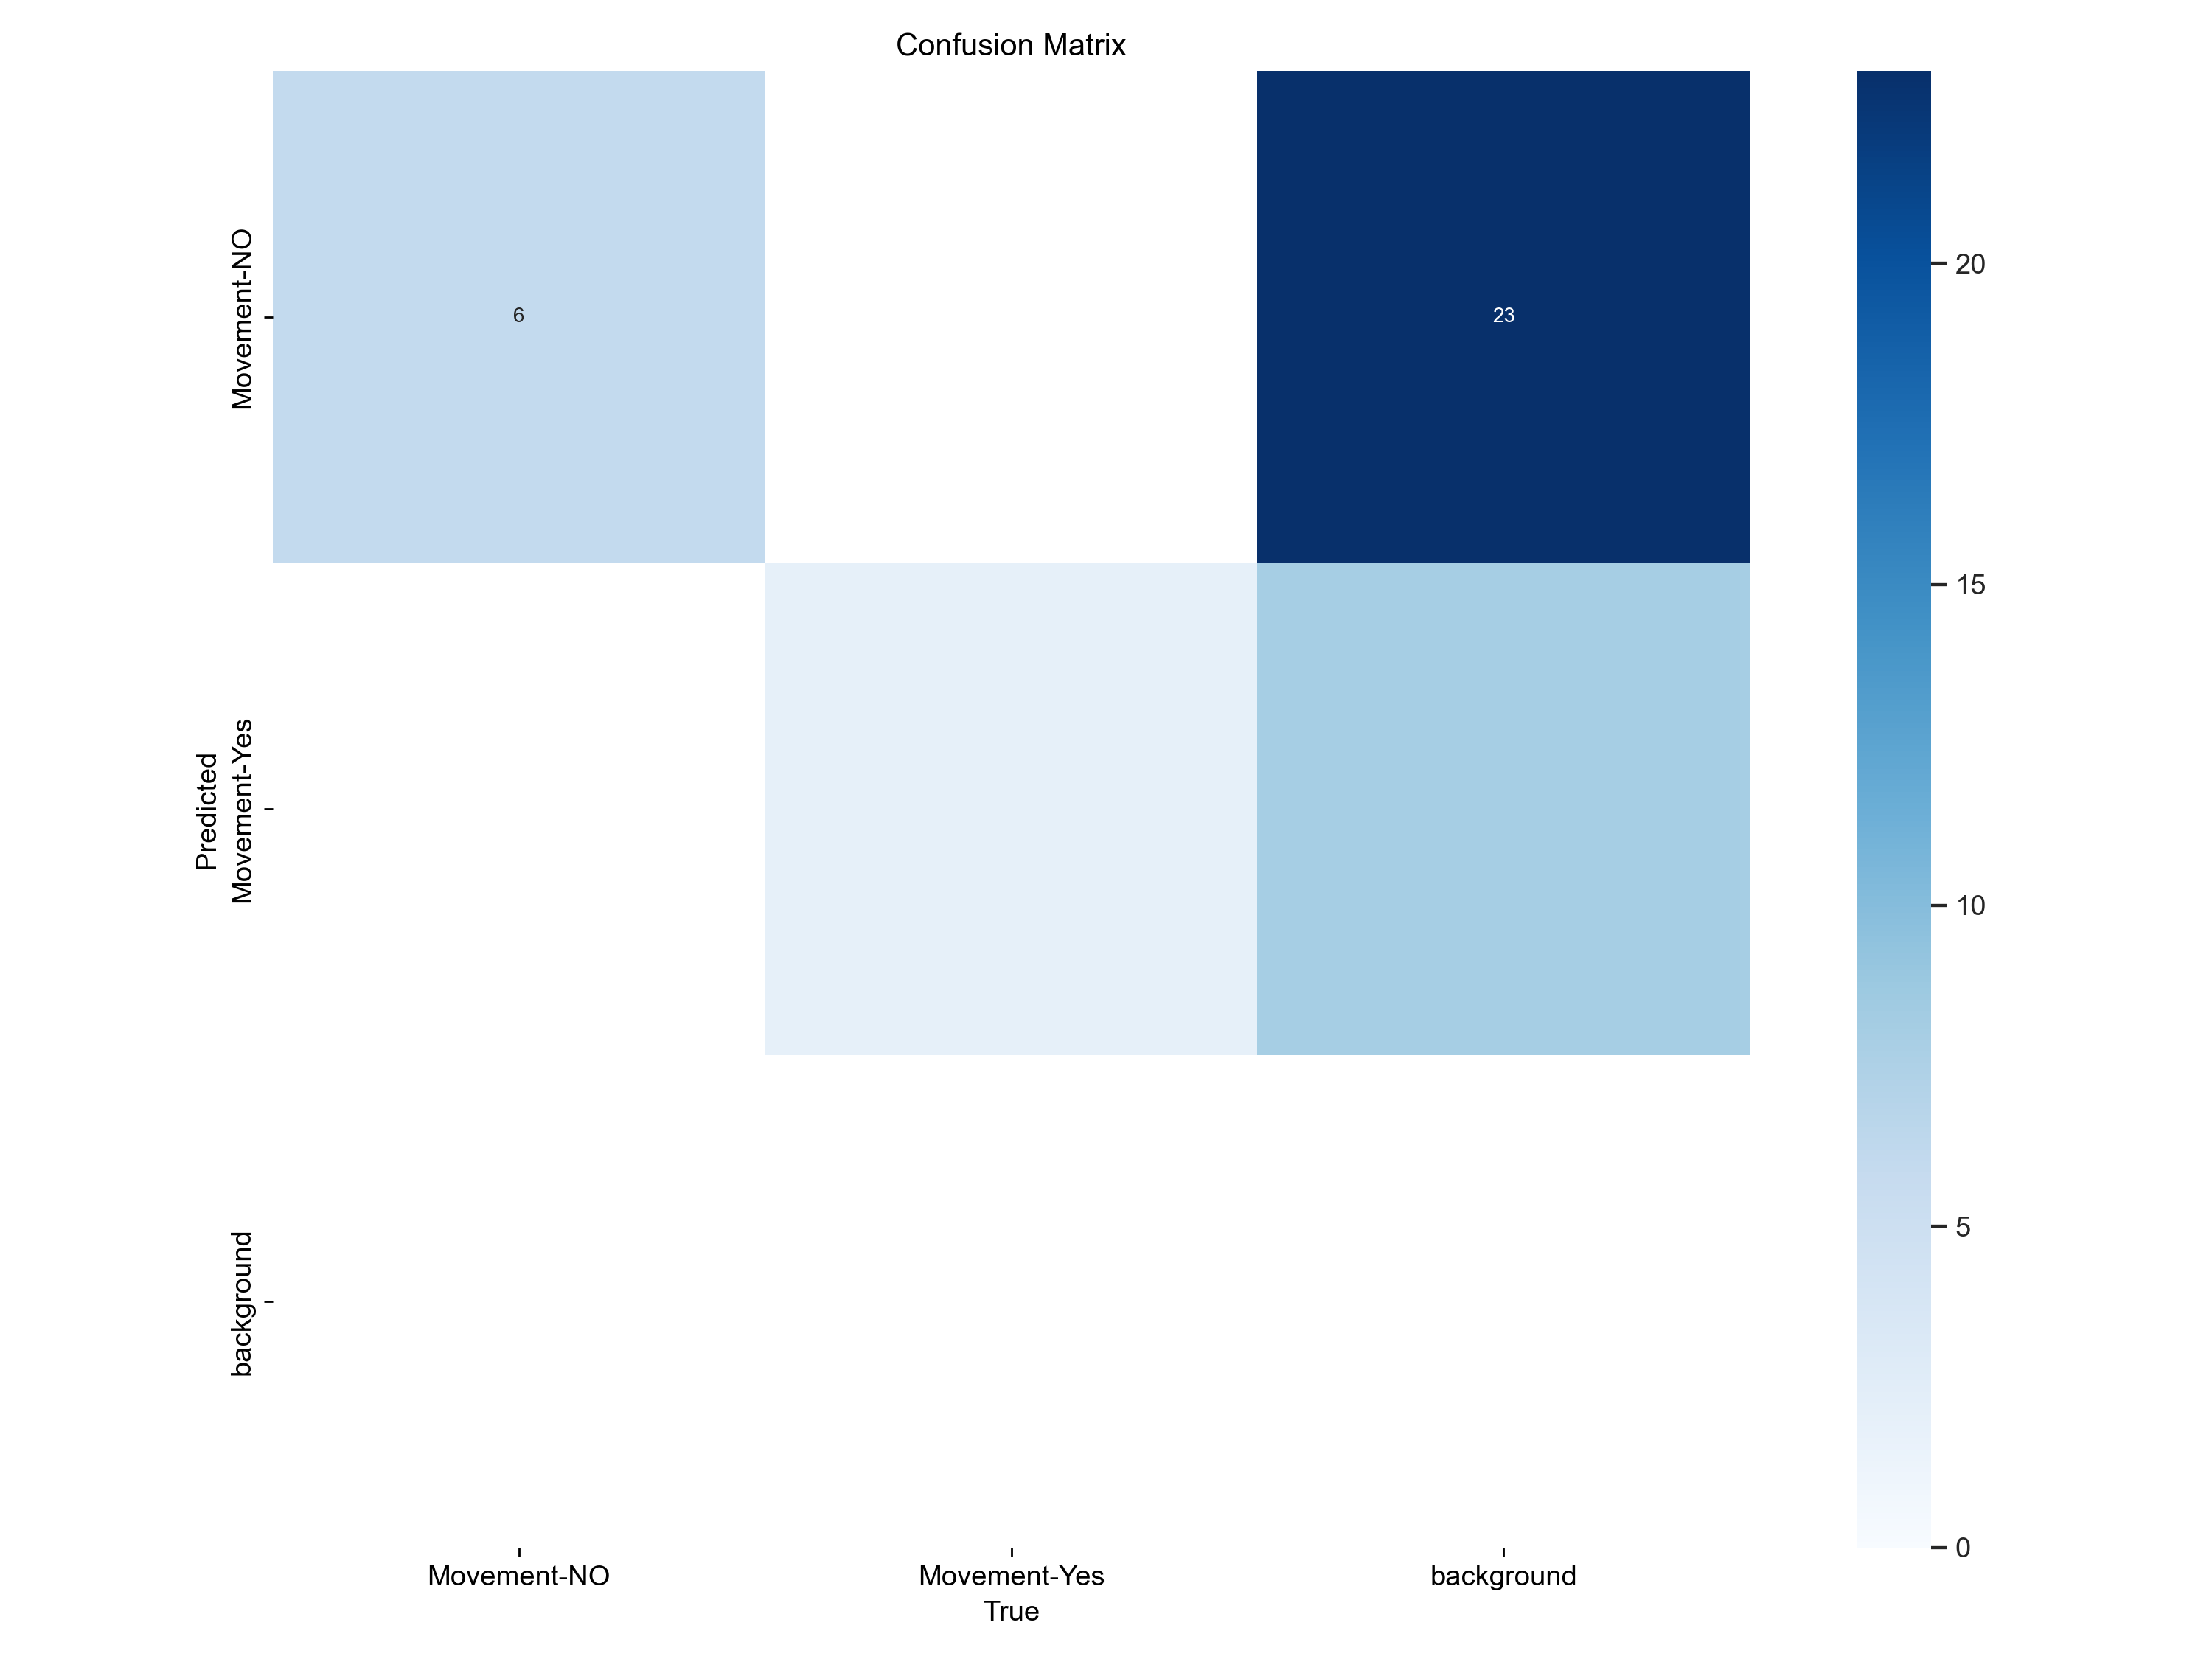 Confusion Matrix
Movement-NO
6
23
20
15
Predicted
Movement-Yes
10
background
5
0
Movement-NO
Movement-Yes
background
True